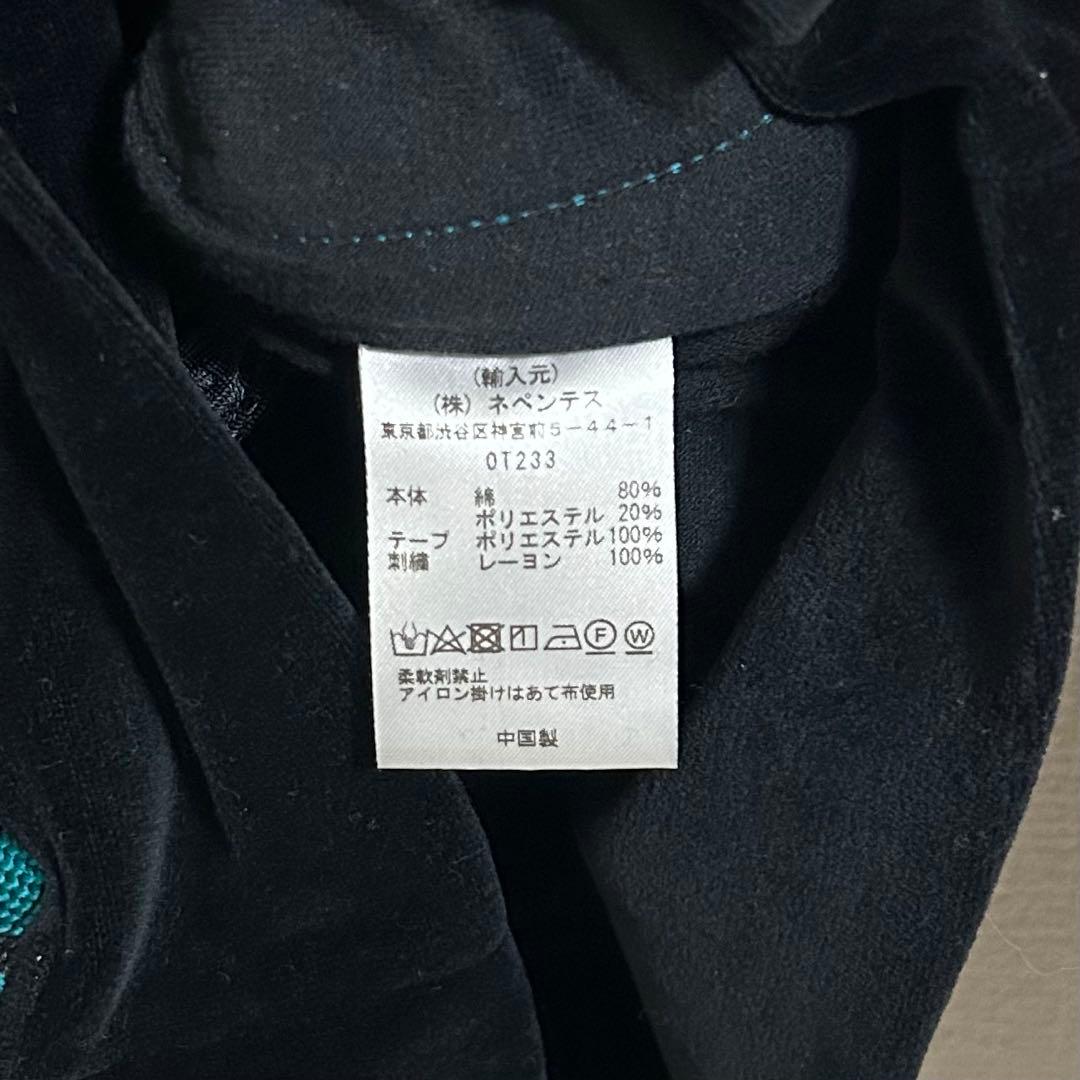 (輸入元)
(株) ネペンテス
東京都渋谷区神宮前5-44-1
OT233
本体 綿 80%
ポリエステル 20%
テープ ポリエステル 100%
刺繍 レーヨン 100%
F W
柔軟剤禁止
アイロン掛けはあて布使用
中国製